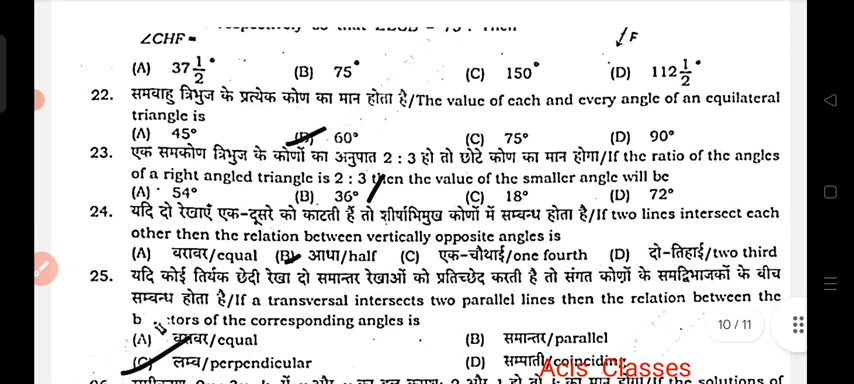 ∠CHF =
F
(A) 37 1/2° (B) 75° (C) 150° (D) 112 1/2°
22. समबाहु त्रिभुज के प्रत्येक कोण का मान होता है/The value of each and every angle of an equilateral
triangle is
(A) 45° (B) 60° (C) 75° (D) 90°
23. एक समकोण त्रिभुज के कोणों का अनुपात 2 : 3 हो तो छोटे कोण का मान होगा/If the ratio of the angles
of a right angled triangle is 2 : 3 then the value of the smaller angle will be
(A) 54° (B) 36° (C) 18° (D) 72°
24. यदि दो रेखाएँ एक-दूसरे को काटती हैं तो शीर्षाभिमुख कोणों में सम्बन्ध होता है/If two lines intersect each
other then the relation between vertically opposite angles is
(A) बराबर/equal (B) आधा/half (C) एक-चौथाई/one fourth (D) दो-तिहाई/two third
25. यदि कोई तिर्यक छेदी रेखा दो समान्तर रेखाओं को प्रतिच्छेद करती है तो संगत कोणों के समद्विभाजकों के बीच
सम्बन्ध होता है/If a transversal intersects two parallel lines then the relation between the
tors of the corresponding angles is
10 / 11
(A) बराबर/equal (B) समान्तर/parallel
(C) लम्ब/perpendicular (D) सम्पाती/coinciding
Acis Classes